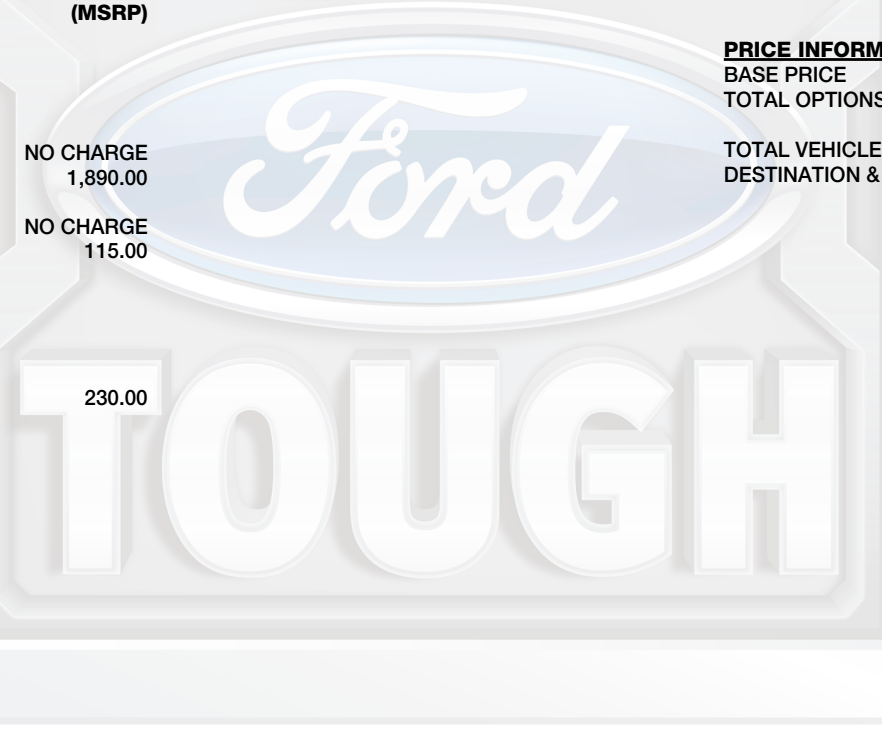 (MSRP)
NO CHARGE
1,890.00
NO CHARGE
115.00
230.00
PRICE INFORM
BASE PRICE
TOTAL OPTIONS
TOTAL VEHICLE
DESTINATION &
Ford
TOUGH